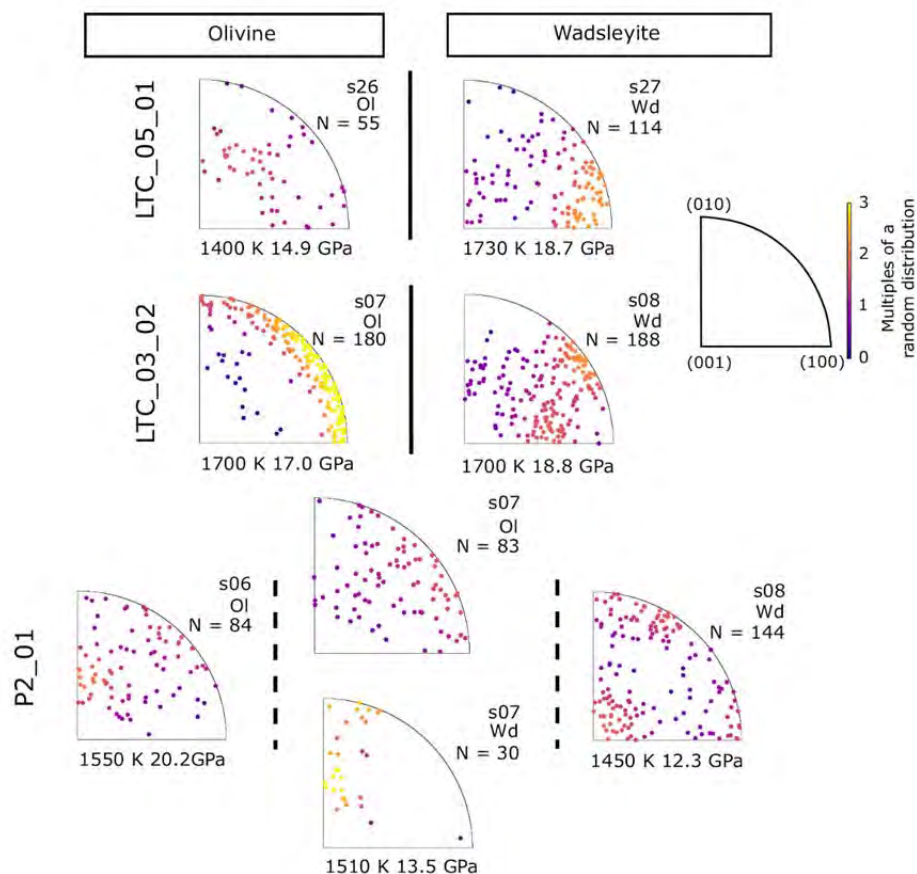 Olivine
Wadsleyite
LTC_05_01
s26
Ol
N = 55
1400 K 14.9 GPa
s27
Wd
N = 114
1730 K 18.7 GPa
(010)
(001)
(100)
3
2
1
0
Multiples of a
random distribution
LTC_03_02
s07
Ol
N = 180
1700 K 17.0 GPa
s08
Wd
N = 188
1700 K 18.8 GPa
P2_01
s06
Ol
N = 84
1550 K 20.2GPa
s07
Ol
N = 83
s07
Wd
N = 30
1510 K 13.5 GPa
s08
Wd
N = 144
1450 K 12.3 GPa